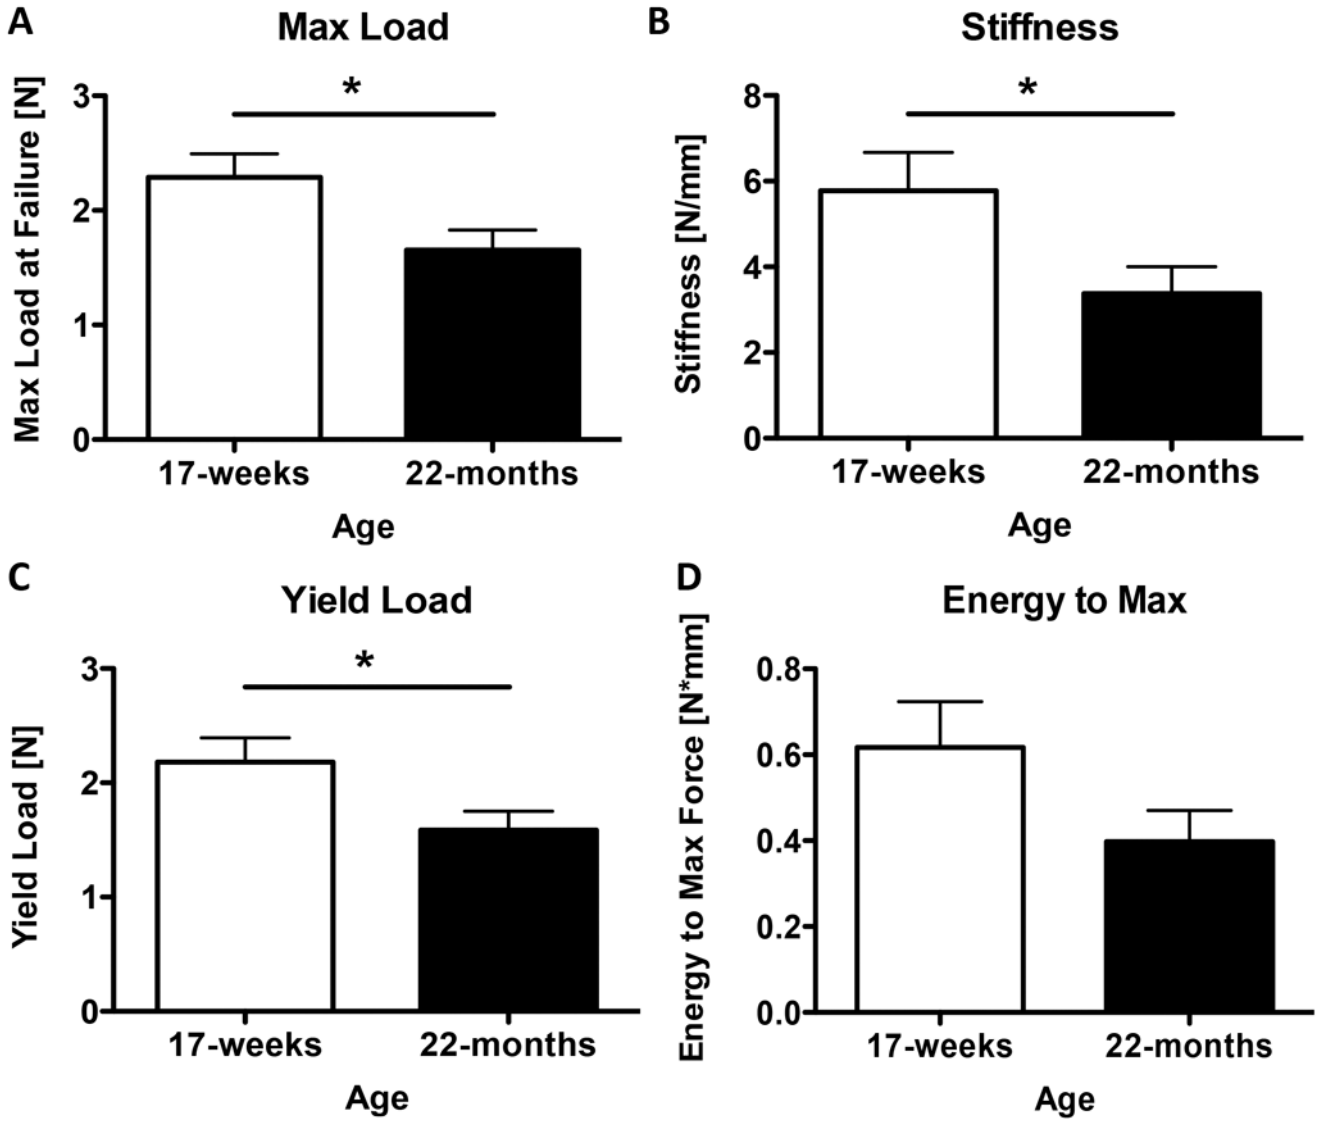 A
Max Load
Max Load at Failure [N]
3
2
1
0
*
17-weeks
22-months
Age
B
Stiffness
Stiffness [N/mm]
8
6
4
2
0
*
17-weeks
22-months
Age
C
Yield Load
Yield Load [N]
3
2
1
0
*
17-weeks
22-months
Age
D
Energy to Max
Energy to Max Force [N*mm]
0.8
0.6
0.4
0.2
0.0
17-weeks
22-months
Age